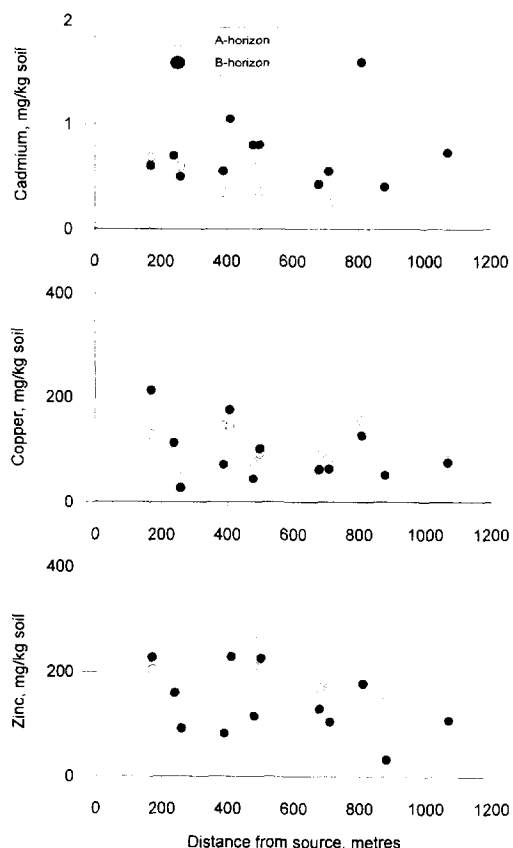 2
A-horizon
B-horizon
1
0
Cadmium, mg/kg soil
0 200 400 600 800 1000 1200
400
200
0
Copper, mg/kg soil
0 200 400 600 800 1000 1200
400
200
0
Zinc, mg/kg soil
0 200 400 600 800 1000 1200
Distance from source, metres